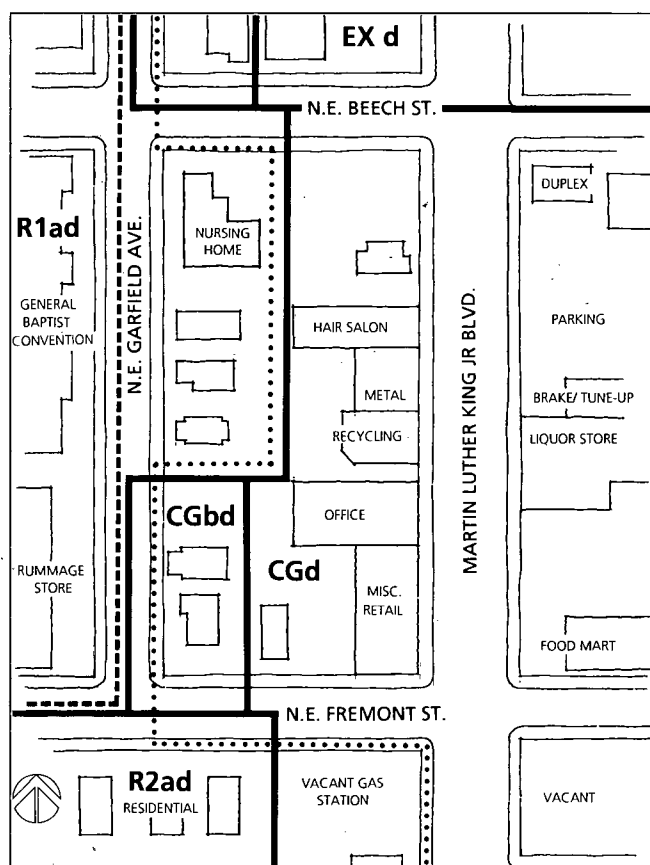 EX d
N.E. BEECH ST.
DUPLEX
R1ad
NURSING
HOME
GENERAL
BAPTIST
CONVENTION
N.E. GARFIELD AVE.
HAIR SALON
PARKING
METAL
RECYCLING
MARTIN LUTHER KING JR BLVD.
BRAKE/ TUNE-UP
LIQUOR STORE
CGbd
OFFICE
CGd
RUMMAGE
STORE
MISC.
RETAIL
FOOD MART
N.E. FREMONT ST.
R2ad
RESIDENTIAL
VACANT GAS
STATION
VACANT